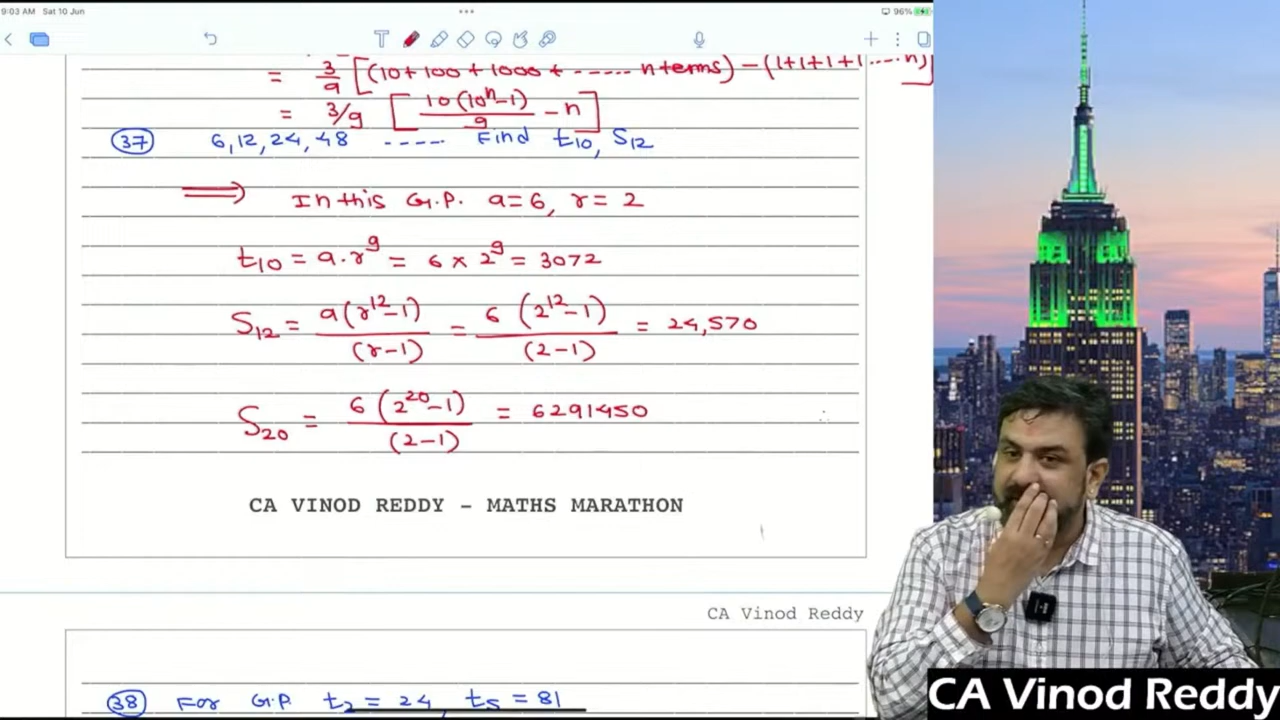 9:03 AM Sat 10 Jun
96%
= 3/9 [(10+100+1000+ ...... n terms) - (1+1+1+1....n)]
= 3/9 [10(10ⁿ-1)/9 - n]
(37) 6, 12, 24, 48 ..... Find t₁₀, S₁₂
⟹ In this G.P. a=6, r=2
t₁₀ = a.r⁹ = 6 × 2⁹ = 3072
S₁₂ = a(r¹²-1)/(r-1) = 6(2¹²-1)/(2-1) = 24,570
S₂₀ = 6(2²⁰-1)/(2-1) = 6291450
CA VINOD REDDY - MATHS MARATHON
CA Vinod Reddy
(38) For G.P. t₂ = 24, t₅ = 81
CA Vinod Reddy